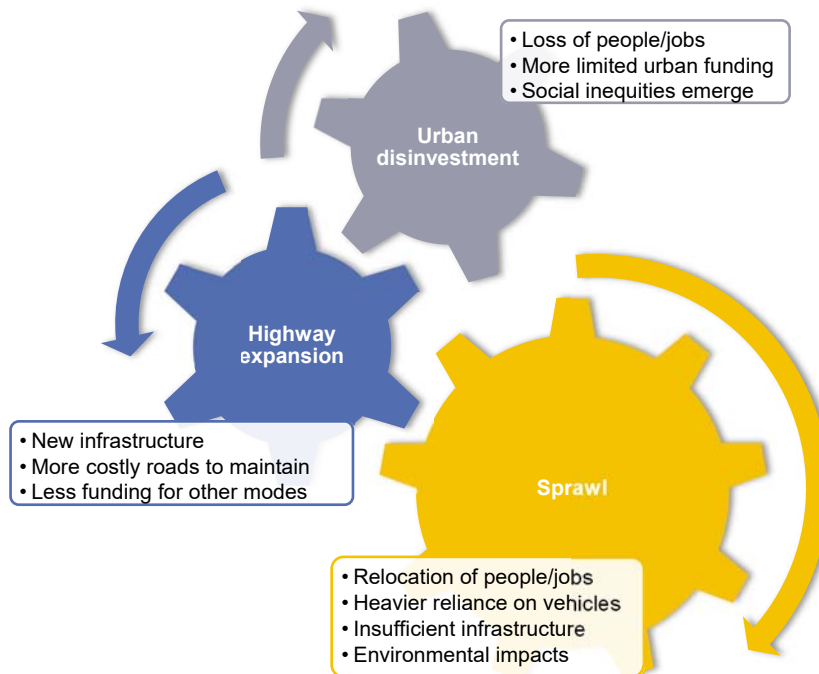 • Loss of people/jobs
• More limited urban funding
• Social inequities emerge
Urban
disinvestment
Highway
expansion
• New infrastructure
• More costly roads to maintain
• Less funding for other modes
Sprawl
• Relocation of people/jobs
• Heavier reliance on vehicles
• Insufficient infrastructure
• Environmental impacts